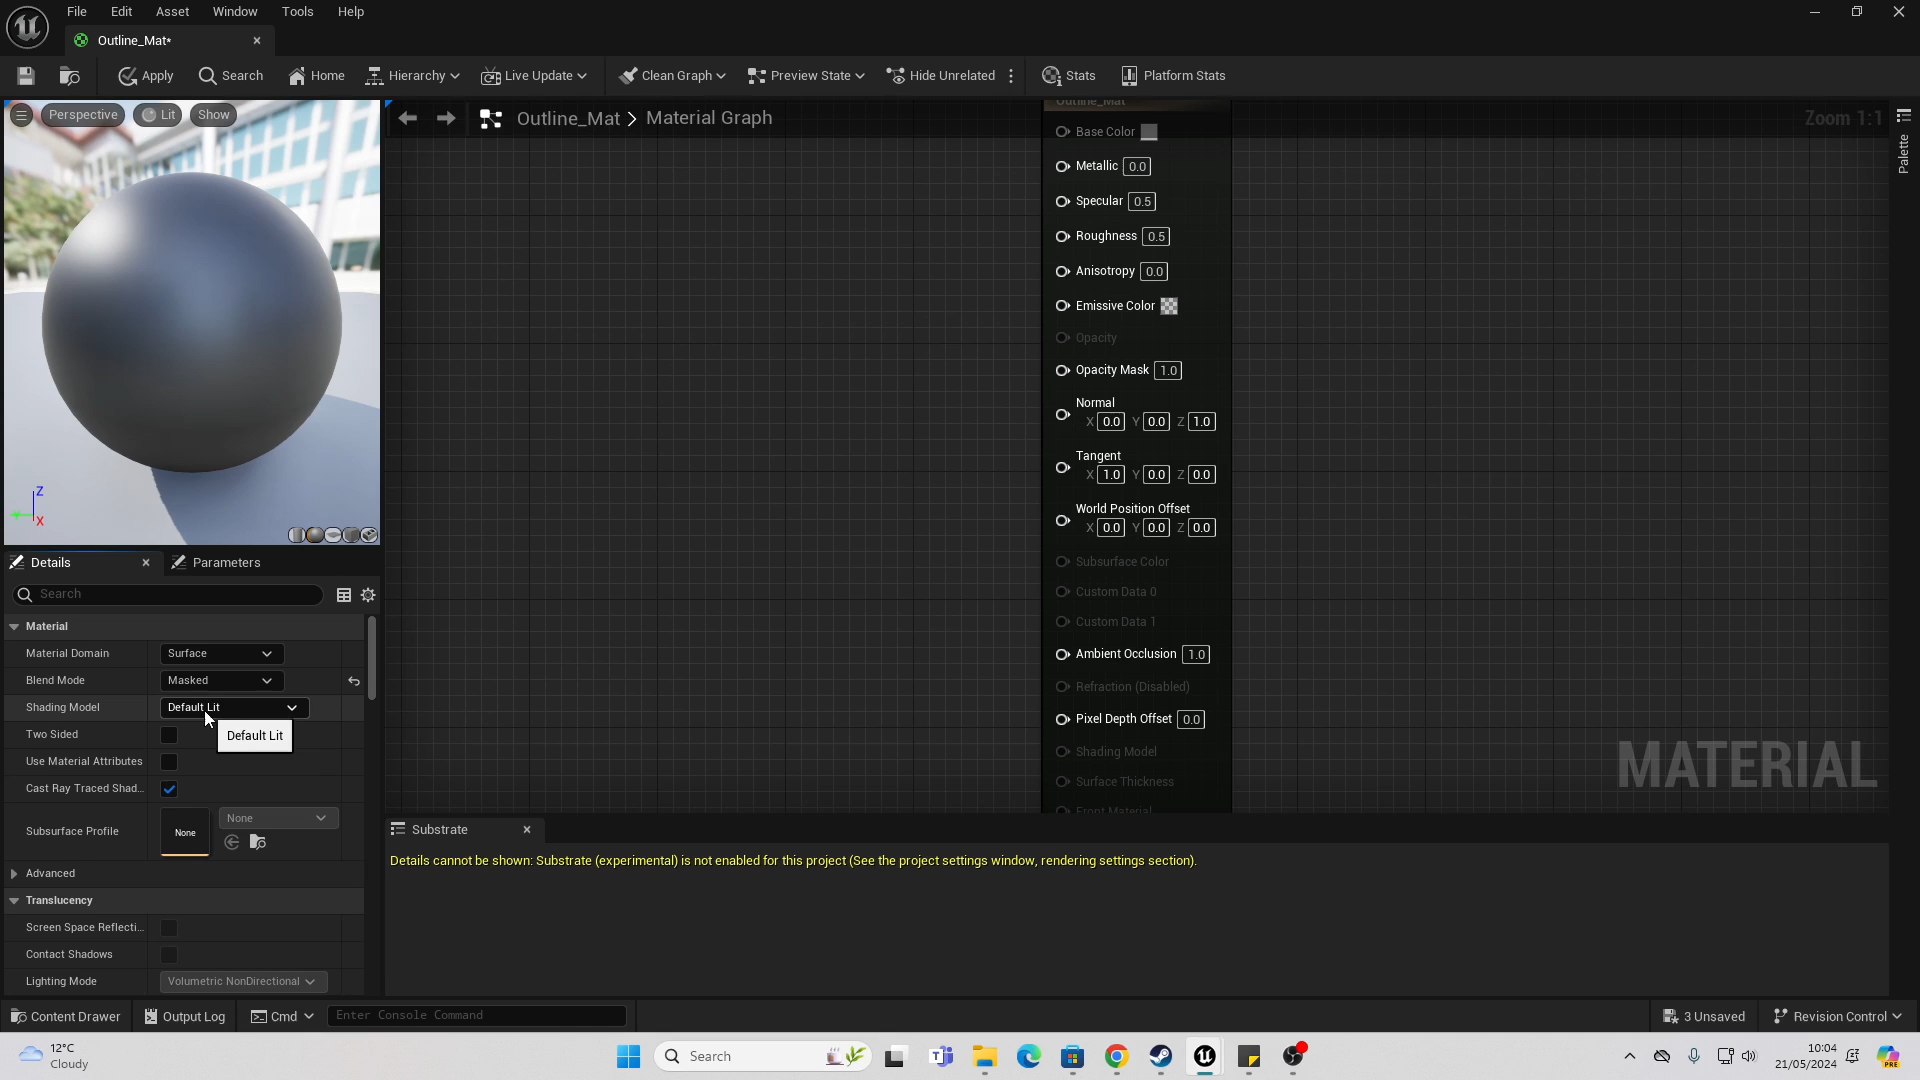 File Edit Asset Window Tools Help
Outline_Mat*
Apply Search Home Hierarchy Live Update Clean Graph Preview State Hide Unrelated Stats Platform Stats
Perspective Lit Show
Outline_Mat > Material Graph
Zoom 1:1
Palette
Outline_Mat
Base Color
Metallic 0.0
Specular 0.5
Roughness 0.5
Anisotropy 0.0
Emissive Color
Opacity
Opacity Mask 1.0
Normal
X 0.0 Y 0.0 Z 1.0
Tangent
X 1.0 Y 0.0 Z 0.0
World Position Offset
X 0.0 Y 0.0 Z 0.0
Subsurface Color
Custom Data 0
Custom Data 1
Ambient Occlusion 1.0
Refraction (Disabled)
Pixel Depth Offset 0.0
Shading Model
Surface Thickness
Front Material
MATERIAL
Z
Y
X
Details Parameters
Search
Material
Material Domain Surface
Blend Mode Masked
Shading Model Default Lit
Default Lit
Two Sided
Use Material Attributes
Cast Ray Traced Shad...
Subsurface Profile None None
Advanced
Translucency
Screen Space Reflecti...
Contact Shadows
Lighting Mode Volumetric NonDirectional
Substrate
Details cannot be shown: Substrate (experimental) is not enabled for this project (See the project settings window, rendering settings section).
Content Drawer Output Log Cmd Enter Console Command 3 Unsaved Revision Control
12°C
Cloudy
Search
10:04
21/05/2024
PRE